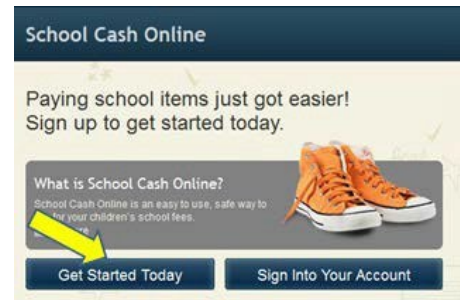 School Cash Online
Paying school items just got easier!
Sign up to get started today.
What is School Cash Online?
School Cash Online is an easy to use, safe way to
for your children's school fees.
Get Started Today
Sign Into Your Account